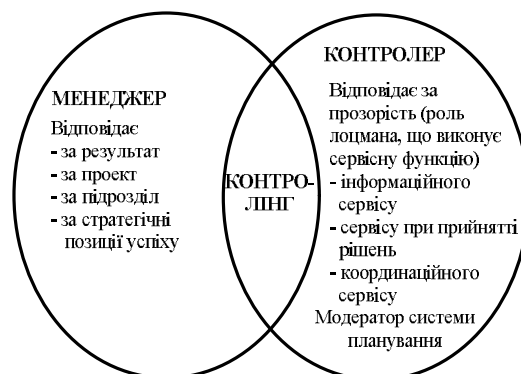 МЕНЕДЖЕР
Відповідає
- за результат
- за проект
- за підрозділ
- за стратегічні
позиції успіху
КОНТРО-
ЛІНГ
КОНТРОЛЕР
Відповідає за
прозорість (роль
лоцмана, що виконує
сервісну функцію)
- інформаційного
сервісу
- сервісу при прийнятті
рішень
- координаційного
сервісу
Модератор системи
планування